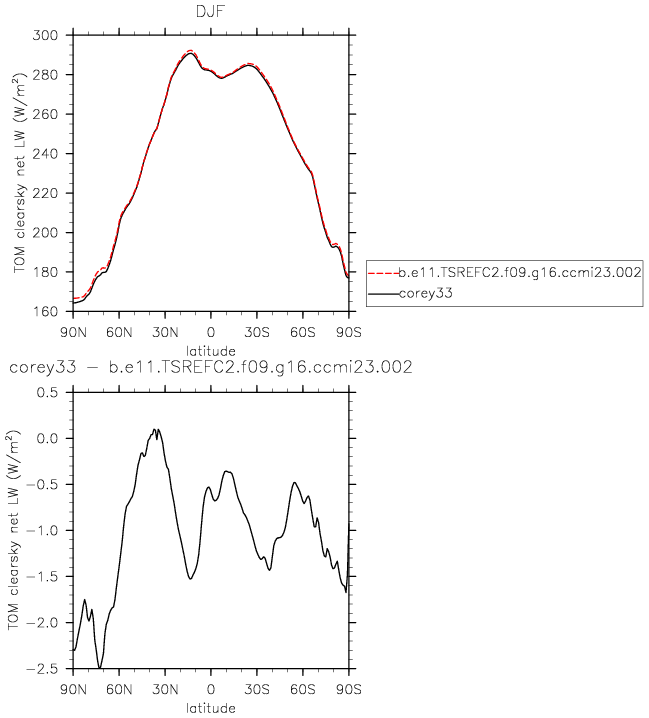 DJF
TOM clearsky net LW (W/m²)
300
280
260
240
220
200
180
160
90N 60N 30N 0 30S 60S 90S
latitude
b.e11.TSREFC2.f09.g16.ccmi23.002
corey33
corey33 − b.e11.TSREFC2.f09.g16.ccmi23.002
TOM clearsky net LW (W/m²)
0.5
0.0
−0.5
−1.0
−1.5
−2.0
−2.5
90N 60N 30N 0 30S 60S 90S
latitude